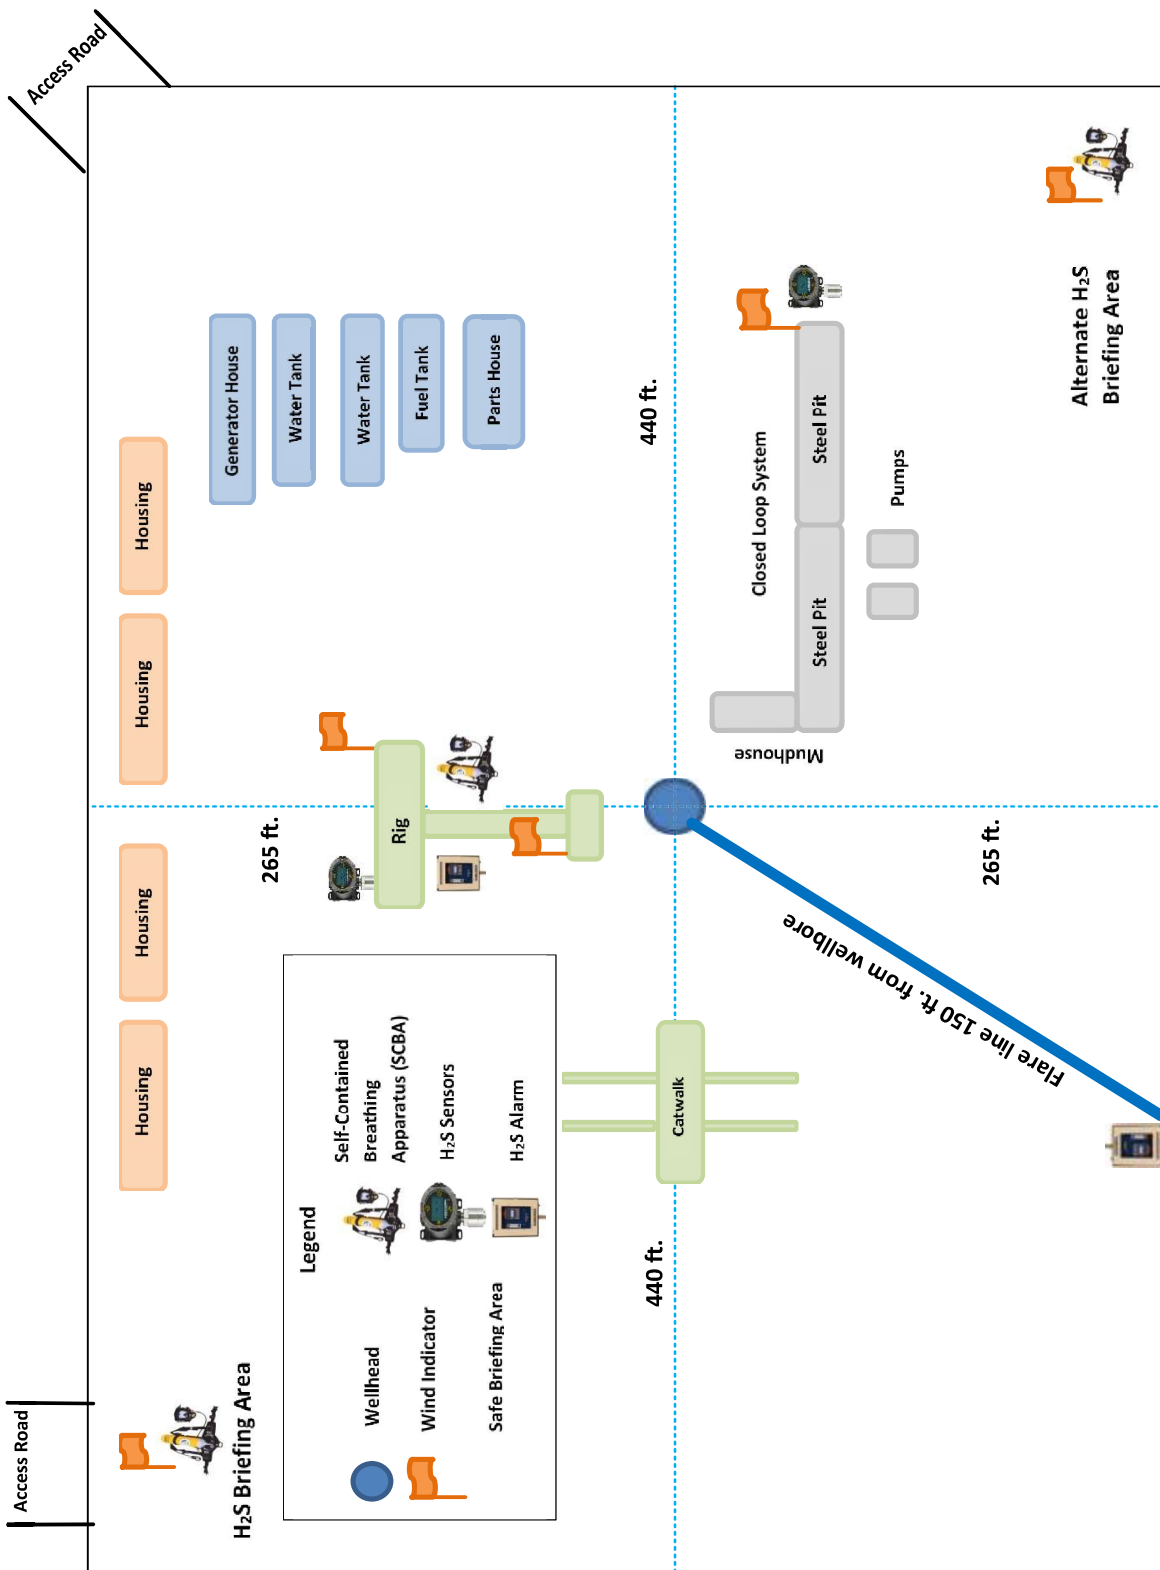 Access Road
Access Road
H₂S Briefing Area
Housing
Housing
Housing
Housing
Generator House
Water Tank
Water Tank
Fuel Tank
Parts House
265 ft.
Rig
Legend
Wellhead
Wind Indicator
Safe Briefing Area
Self-Contained
Breathing
Apparatus (SCBA)
H₂S Sensors
H₂S Alarm
440 ft.
Catwalk
440 ft.
Closed Loop System
Mudhouse
Steel Pit
Steel Pit
Pumps
265 ft.
Flare line 150 ft. from wellbore
Alternate H₂S
Briefing Area